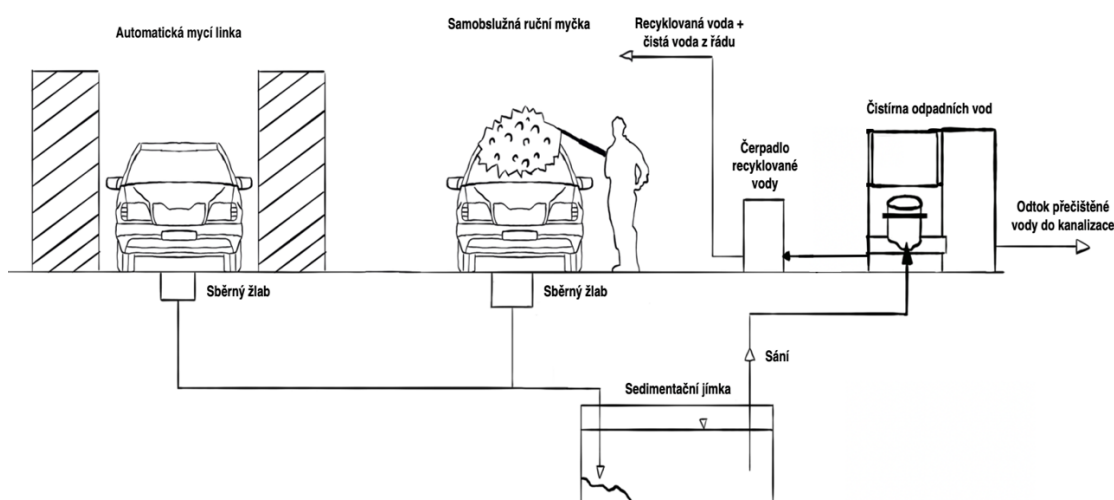 Automatická mycí linka
Samobslužná ruční myčka
Recyklovaná voda +
čistá voda z řádu
Čistírna odpadních vod
Čerpadlo
recyklované
vody
Odtok přečištěné
vody do kanalizace
Sběrný žlab
Sběrný žlab
Sání
Sedimentační jímka